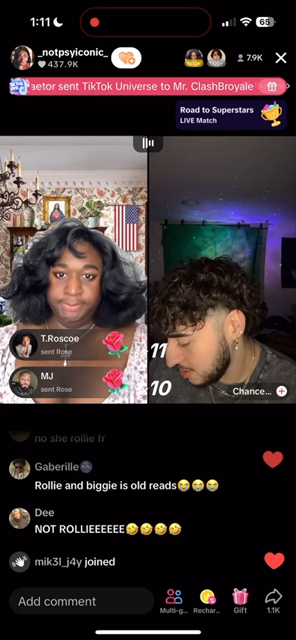 1:11
65
_notpsyiconic_
437.9K
7.9K
aetor sent TikTok Universe to Mr. ClashBroyale
Road to Superstars
LIVE Match
T.Roscoe
sent Rose
MJ
sent Rose
11
10
Chance...
no she rollie fr
Gaberille🌚
Rollie and biggie is old reads😭😭😭
Dee
NOT ROLLIEEEEEE🤣🤣🤣🤣
mik3l_j4y joined
Add comment
Multi-g...
Rechar...
Gift
1.1K